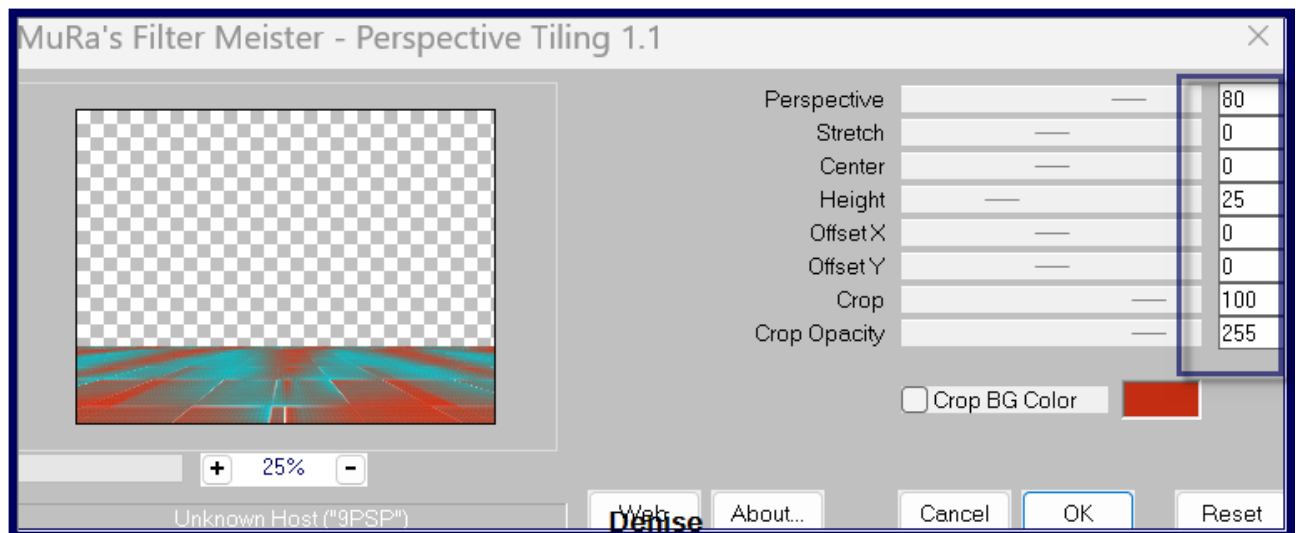 MuRa's Filter Meister - Perspective Tiling 1.1
Perspective 80
Stretch 0
Center 0
Height 25
Offset X 0
Offset Y 0
Crop 100
Crop Opacity 255
Crop BG Color
+ 25% -
Unknown Host ("9PSP")
Web
Denise
About...
Cancel
OK
Reset